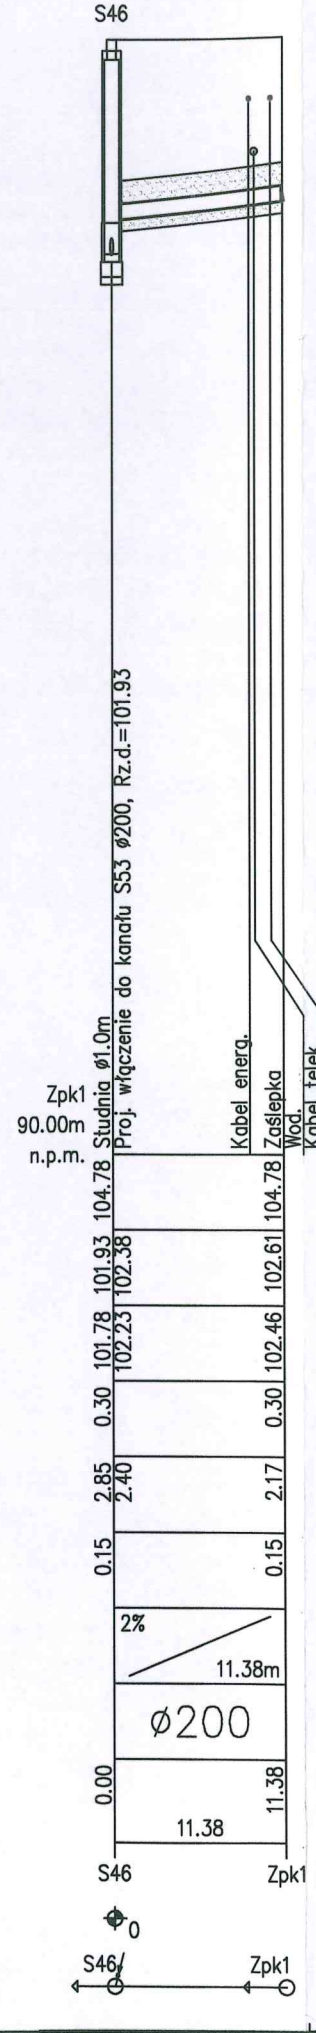 S46
Zpk1
90.00m
n.p.m.
Studnia ø1.0m
Proj. włączenie do kanału S53 ø200, Rz.d.=101.93
Kabel energ.
Zaślepka
Wod.
Kabel telek
104.78 104.78
101.93 102.38 102.61
101.78 102.23 102.46
0.30 0.30
2.85 2.40 2.17
0.15 0.15
2%
11.38m
ø200
0.00 11.38 11.38
S46 Zpk1
0
S46 Zpk1